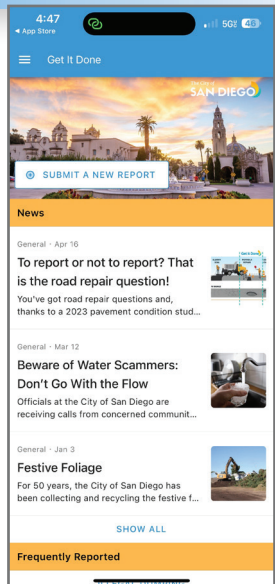 4:47
5G 46
◄ App Store
Get It Done
The City of
SAN DIEGO
SUBMIT A NEW REPORT
News
General · Apr 16
To report or not to report? That
is the road repair question!
You've got road repair questions and,
thanks to a 2023 pavement condition stud...
General · Mar 12
Beware of Water Scammers:
Don't Go With the Flow
Officials at the City of San Diego are
receiving calls from concerned communit...
General · Jan 3
Festive Foliage
For 50 years, the City of San Diego has
been collecting and recycling the festive f...
SHOW ALL
Frequently Reported